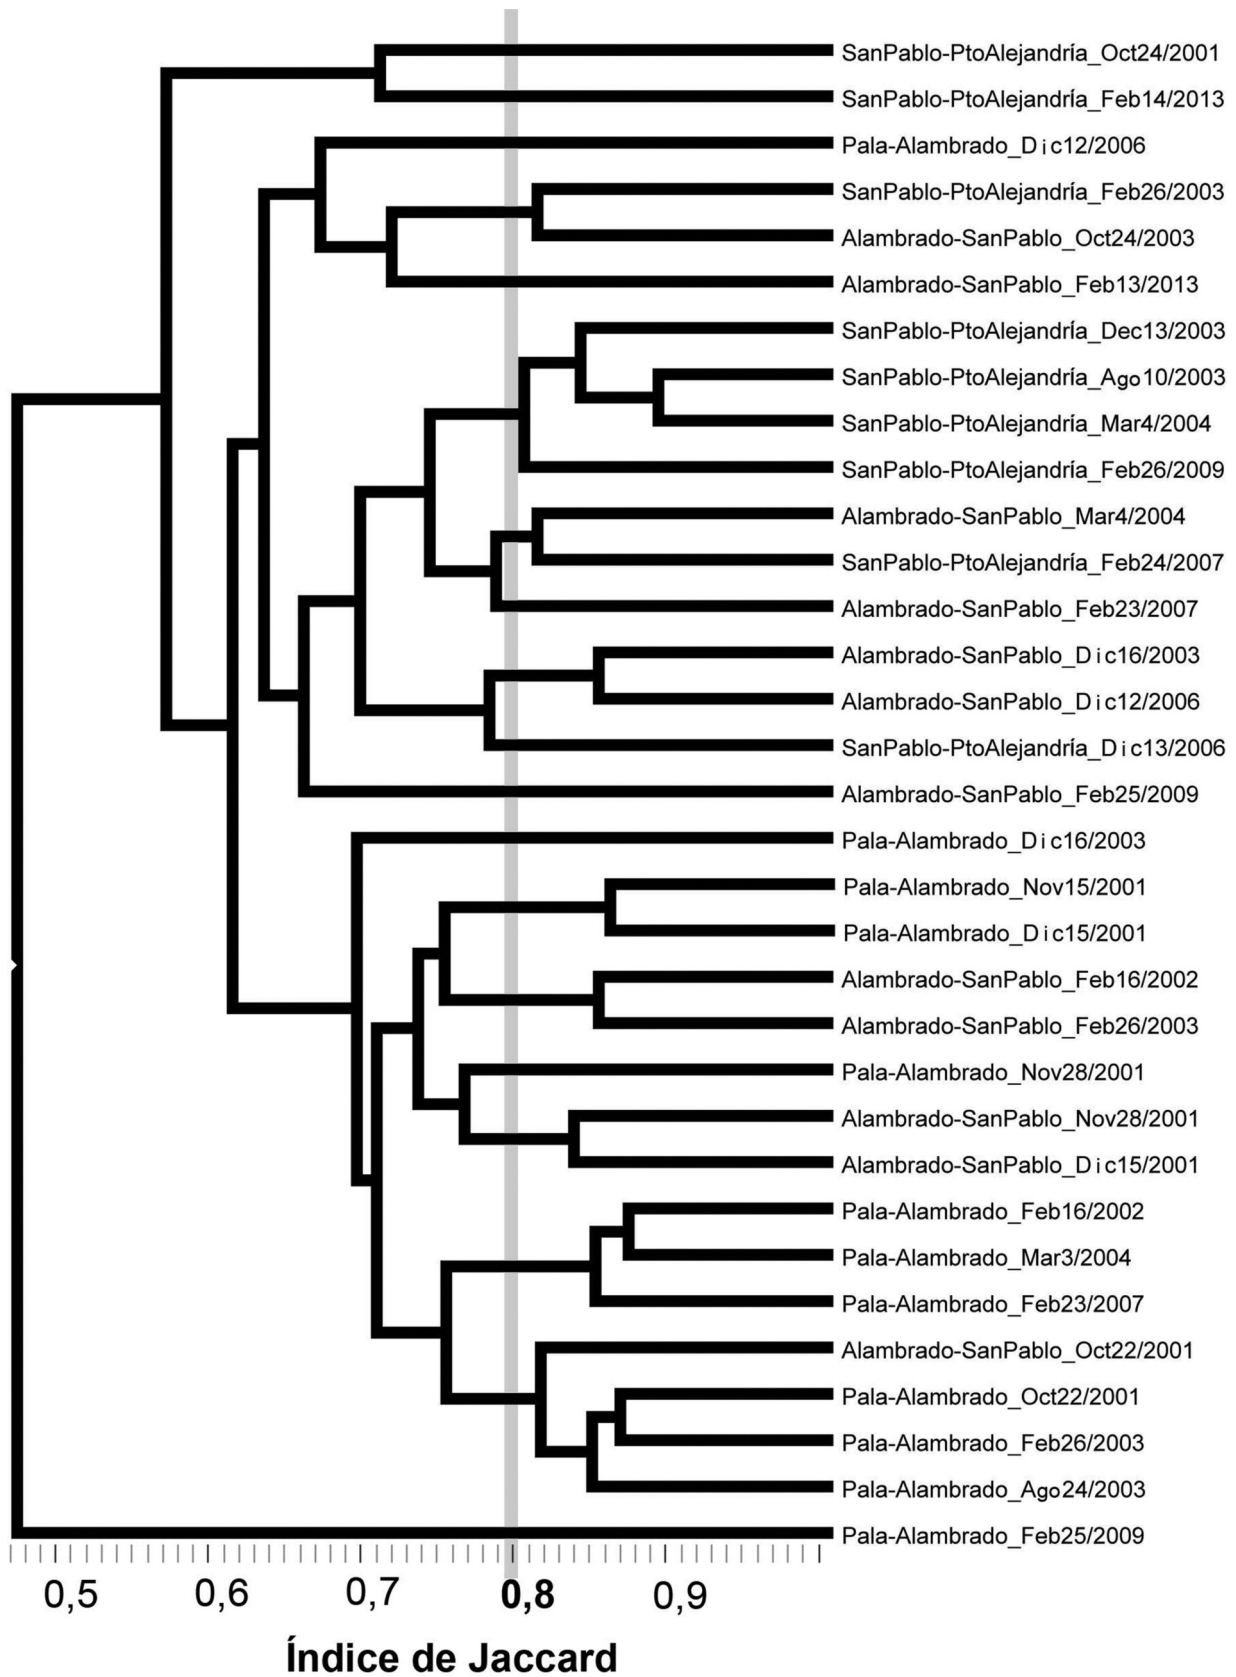 SanPablo-PtoAlejandría_Oct24/2001
SanPablo-PtoAlejandría_Feb14/2013
Pala-Alambrado_Dic12/2006
SanPablo-PtoAlejandría_Feb26/2003
Alambrado-SanPablo_Oct24/2003
Alambrado-SanPablo_Feb13/2013
SanPablo-PtoAlejandría_Dec13/2003
SanPablo-PtoAlejandría_Ago10/2003
SanPablo-PtoAlejandría_Mar4/2004
SanPablo-PtoAlejandría_Feb26/2009
Alambrado-SanPablo_Mar4/2004
SanPablo-PtoAlejandría_Feb24/2007
Alambrado-SanPablo_Feb23/2007
Alambrado-SanPablo_Dic16/2003
Alambrado-SanPablo_Dic12/2006
SanPablo-PtoAlejandría_Dic13/2006
Alambrado-SanPablo_Feb25/2009
Pala-Alambrado_Dic16/2003
Pala-Alambrado_Nov15/2001
Pala-Alambrado_Dic15/2001
Alambrado-SanPablo_Feb16/2002
Alambrado-SanPablo_Feb26/2003
Pala-Alambrado_Nov28/2001
Alambrado-SanPablo_Nov28/2001
Alambrado-SanPablo_Dic15/2001
Pala-Alambrado_Feb16/2002
Pala-Alambrado_Mar3/2004
Pala-Alambrado_Feb23/2007
Alambrado-SanPablo_Oct22/2001
Pala-Alambrado_Oct22/2001
Pala-Alambrado_Feb26/2003
Pala-Alambrado_Ago24/2003
Pala-Alambrado_Feb25/2009
0,5 0,6 0,7 0,8 0,9
Índice de Jaccard